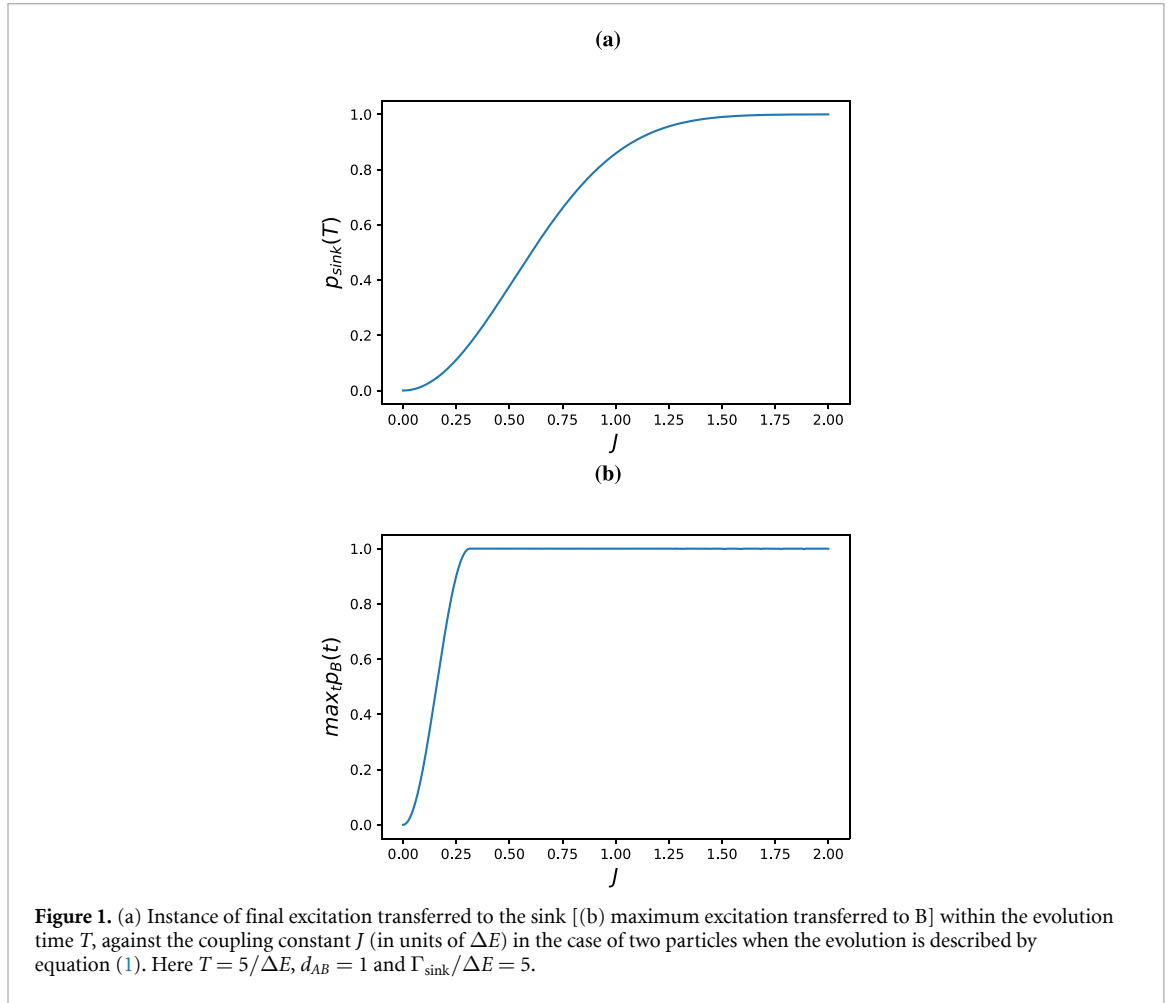 (a)
1.0
0.8
0.6
0.4
0.2
0.0
p_sink(T)
0.00 0.25 0.50 0.75 1.00 1.25 1.50 1.75 2.00
J
(b)
1.0
0.8
0.6
0.4
0.2
0.0
max_t p_B(t)
0.00 0.25 0.50 0.75 1.00 1.25 1.50 1.75 2.00
J
Figure 1. (a) Instance of final excitation transferred to the sink [(b) maximum excitation transferred to B] within the evolution
time T, against the coupling constant J (in units of ΔE) in the case of two particles when the evolution is described by
equation (1). Here T = 5/ΔE, d_AB = 1 and Γ_sink/ΔE = 5.